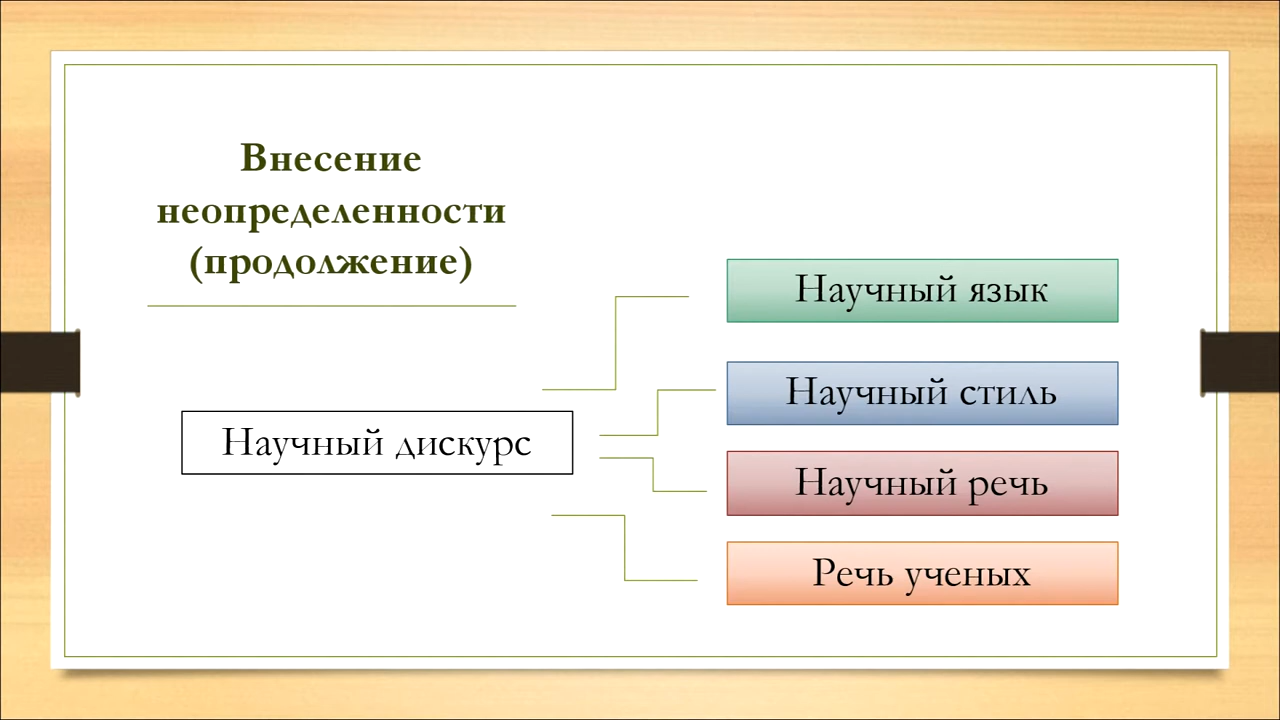 Внесение
неопределенности
(продолжение)
Научный дискурс
Научный язык
Научный стиль
Научный речь
Речь ученых